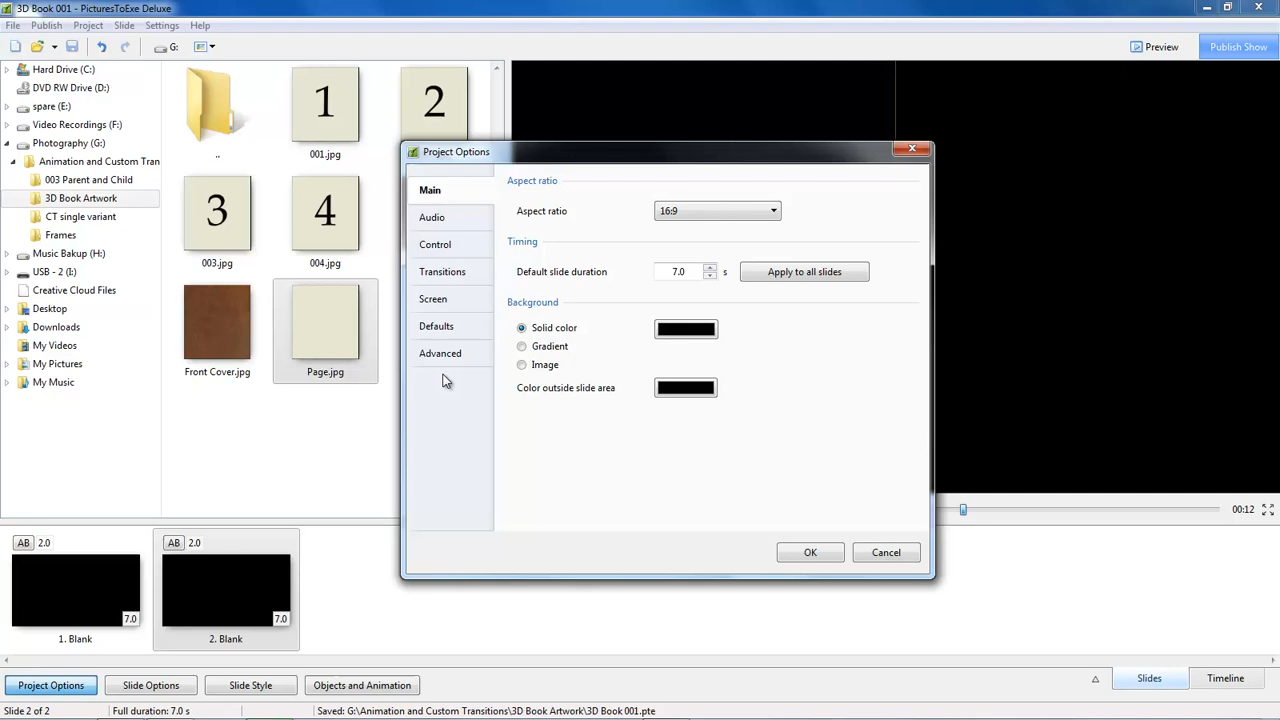 3D Book 001 - PicturesToExe Deluxe
File Publish Project Slide Settings Help
G: Preview Publish Show
Hard Drive (C:)
DVD RW Drive (D:)
spare (E:)
Video Recordings (F:)
Photography (G:)
Animation and Custom Tran
003 Parent and Child
3D Book Artwork
CT single variant
Frames
Music Bakup (H:)
USB - 2 (I:)
Creative Cloud Files
Desktop
Downloads
My Videos
My Pictures
My Music
..
1
001.jpg
2
3
003.jpg
4
004.jpg
Front Cover.jpg
Page.jpg
Project Options
Main
Audio
Control
Transitions
Screen
Defaults
Advanced
Aspect ratio
Aspect ratio 16:9
Timing
Default slide duration 7.0 s Apply to all slides
Background
Solid color
Gradient
Image
Color outside slide area
OK Cancel
00:12
AB 2.0
7.0
1. Blank
AB 2.0
7.0
2. Blank
Project Options Slide Options Slide Style Objects and Animation Slides Timeline
Slide 2 of 2 Full duration: 7.0 s Saved: G:\Animation and Custom Transitions\3D Book Artwork\3D Book 001.pte